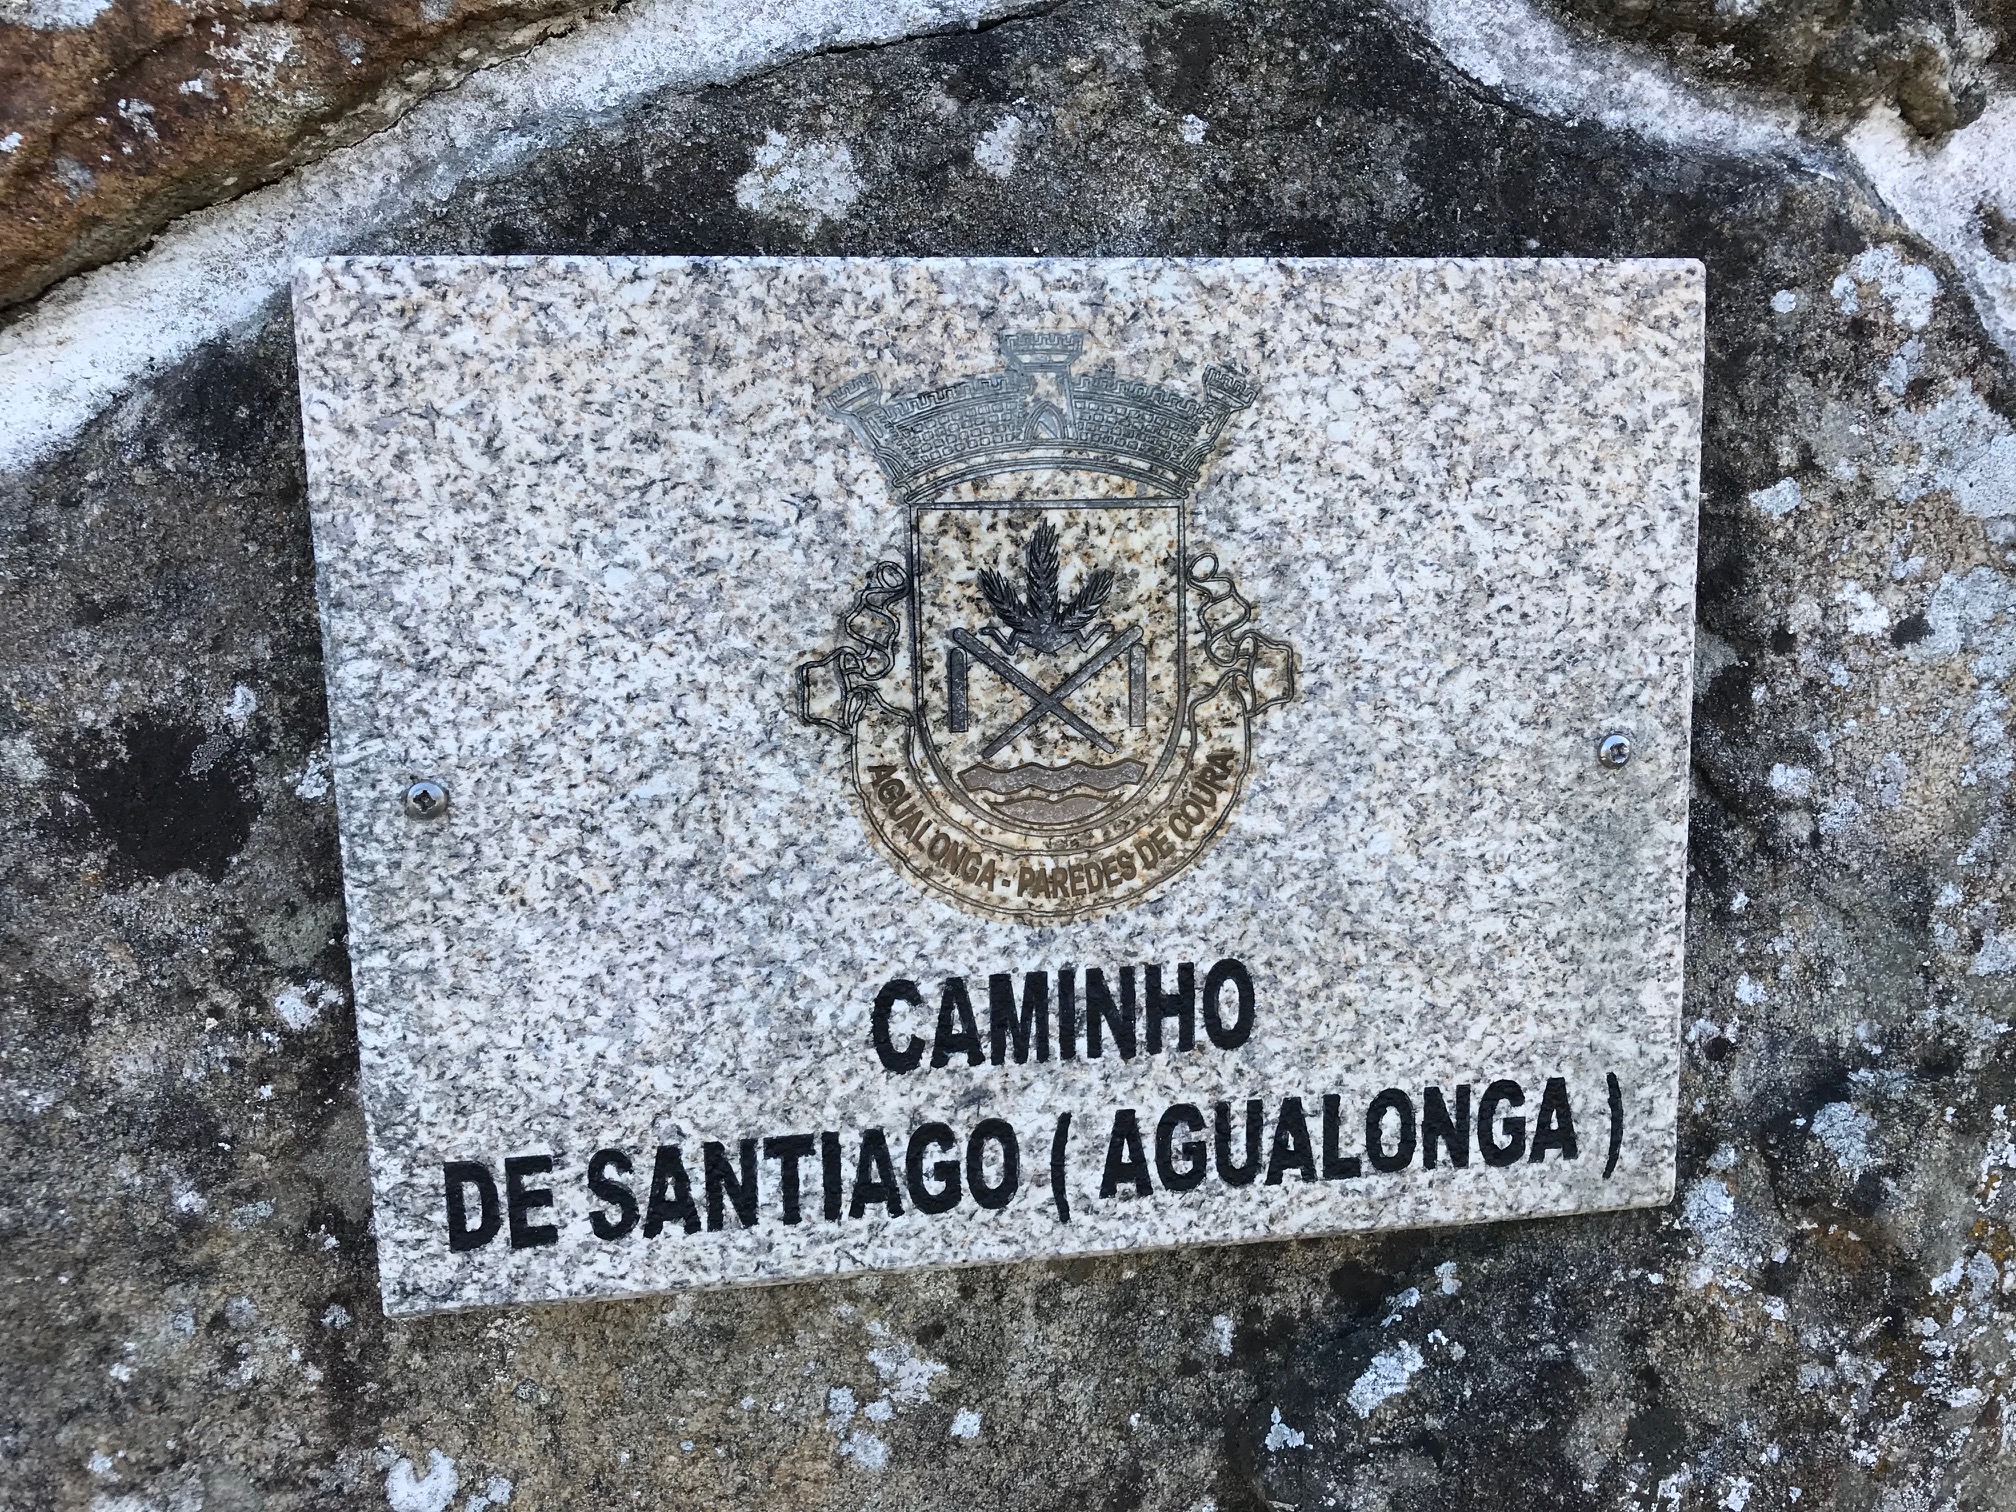 AGUALONGA - PAREDES DE COURA
CAMINHO
DE SANTIAGO ( AGUALONGA )